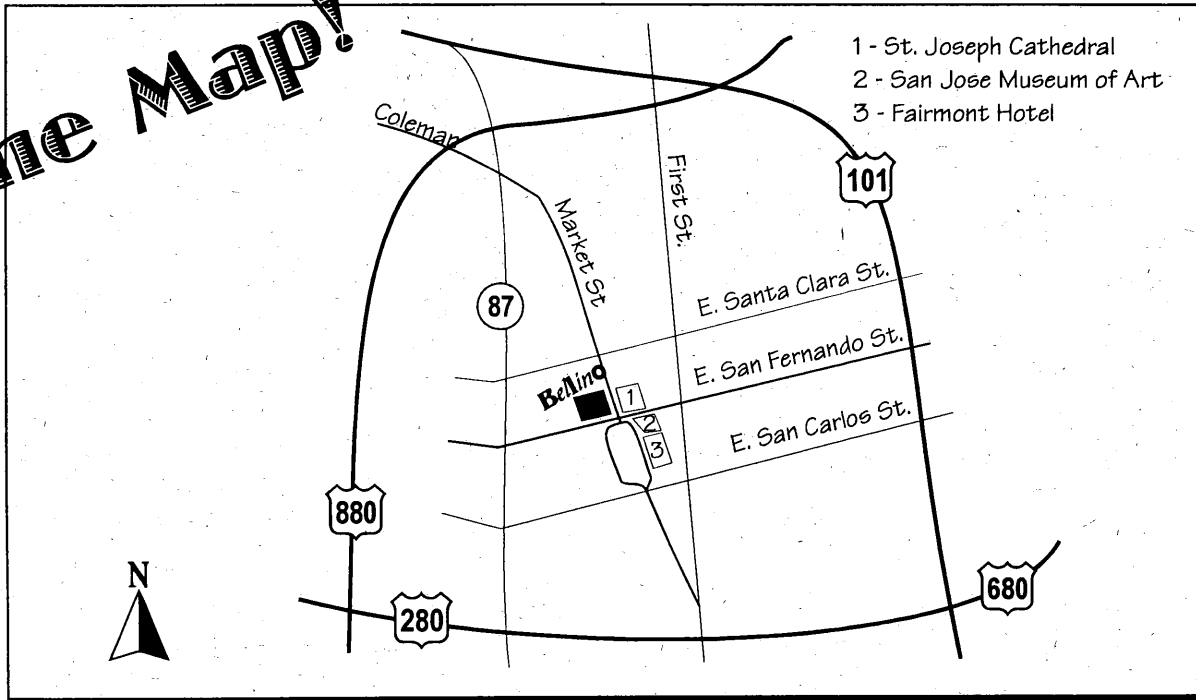 ne Map!
1 - St. Joseph Cathedral
2 - San Jose Museum of Art
3 - Fairmont Hotel
Coleman
First St.
101
Market St
E. Santa Clara St.
87
E. San Fernando St.
Bellino
1
2
3
E. San Carlos St.
880
N
280
680